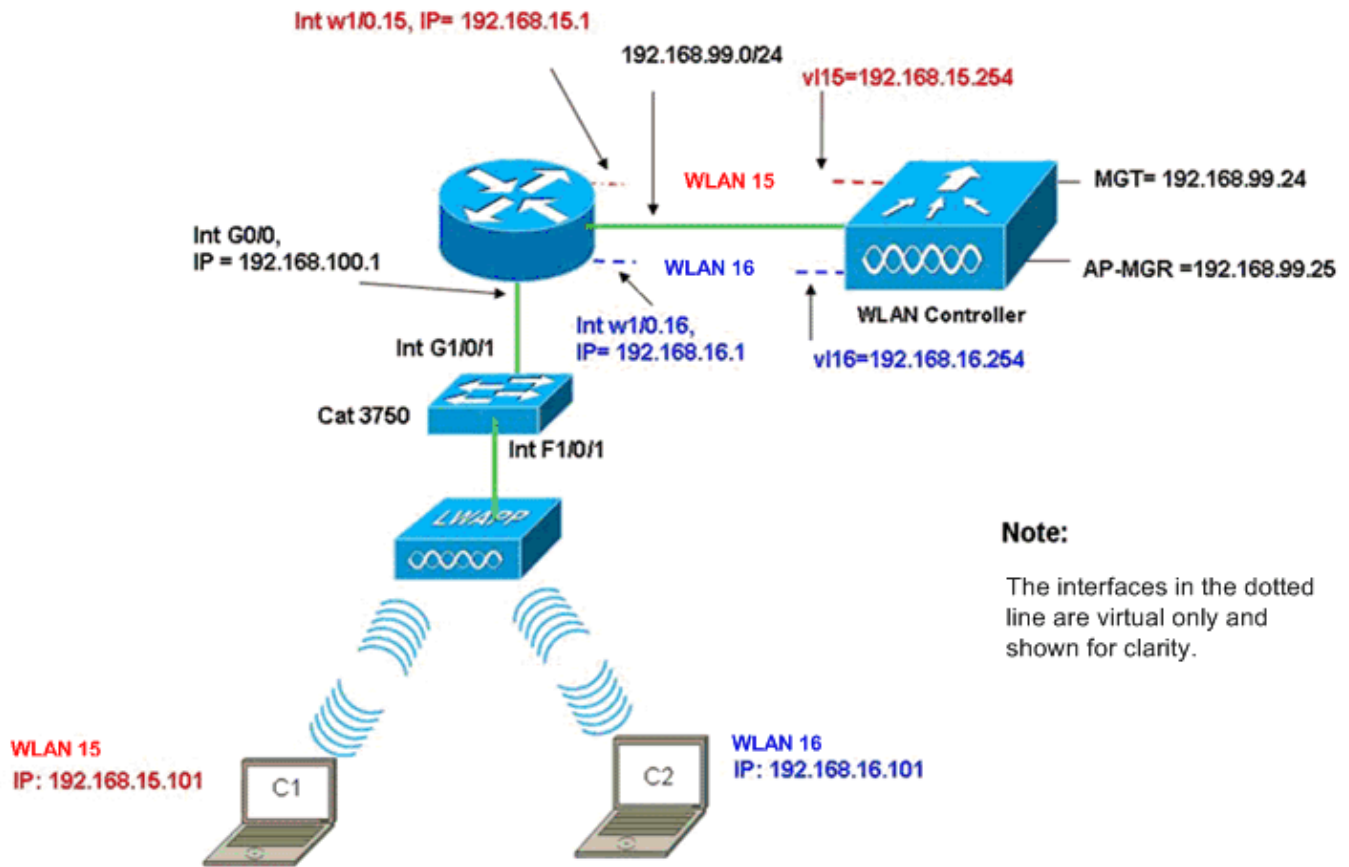 Int w1/0.15, IP= 192.168.15.1
192.168.99.0/24
vl15=192.168.15.254
WLAN 15
MGT= 192.168.99.24
Int G0/0,
IP = 192.168.100.1
WLAN 16
AP-MGR =192.168.99.25
WLAN Controller
Int w1/0.16,
IP= 192.168.16.1
vl16=192.168.16.254
Int G1/0/1
Cat 3750
Int F1/0/1
LWAPP
Note:
The interfaces in the dotted
line are virtual only and
shown for clarity.
WLAN 15
IP: 192.168.15.101
C1
C2
WLAN 16
IP: 192.168.16.101